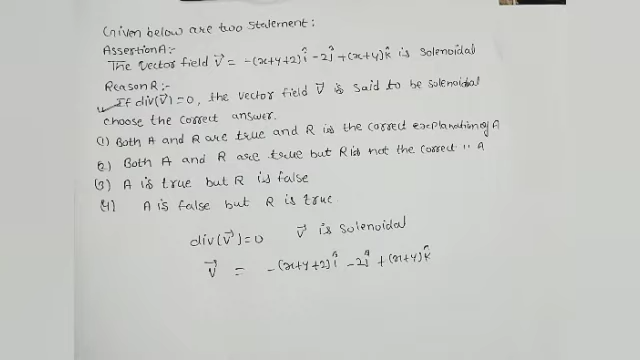 Given below are two statement:
Assertion A:-
The vector field V⃗ = -(x+y+2)î -2ĵ +(x+y)k̂ is solenoidal
Reason R:-
If div(V⃗)=0, the vector field V⃗ is said to be solenoidal
choose the correct answer.
(1) Both A and R are true and R is the correct explanation of A
(2) Both A and R are true but R is not the correct " A
(3) A is true but R is false
(4) A is false but R is true.
div(V⃗)=0 V⃗ is solenoidal
V⃗ = -(x+y+2)î -2ĵ +(x+y)k̂